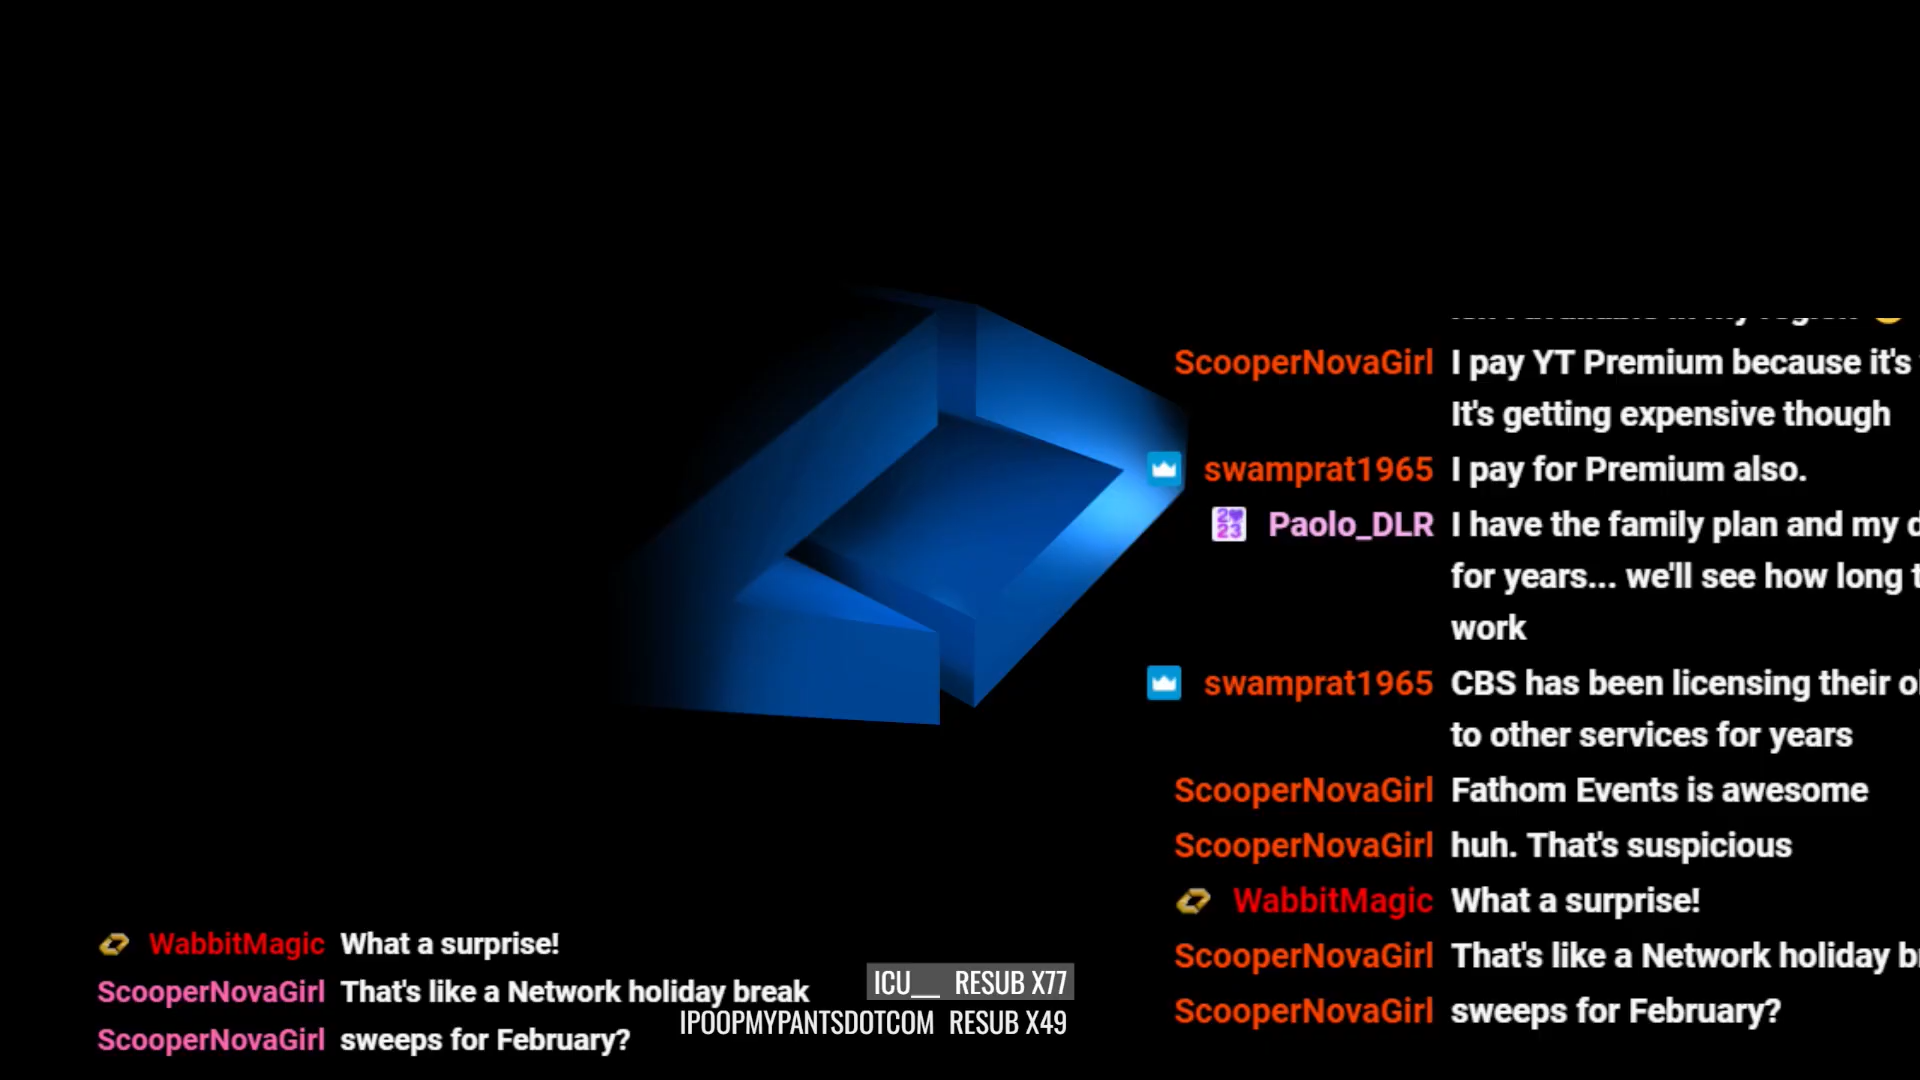 ScooperNovaGirl I pay YT Premium because it's
It's getting expensive though
swamprat1965 I pay for Premium also.
2023 Paolo_DLR I have the family plan and my
for years... we'll see how long
work
swamprat1965 CBS has been licensing their
to other services for years
ScooperNovaGirl Fathom Events is awesome
ScooperNovaGirl huh. That's suspicious
WabbitMagic What a surprise!
ScooperNovaGirl That's like a Network holiday
ScooperNovaGirl sweeps for February?
WabbitMagic What a surprise!
ScooperNovaGirl That's like a Network holiday break
ScooperNovaGirl sweeps for February?
ICU__ RESUB X77
IPOOPMYPANTSDOTCOM RESUB X49